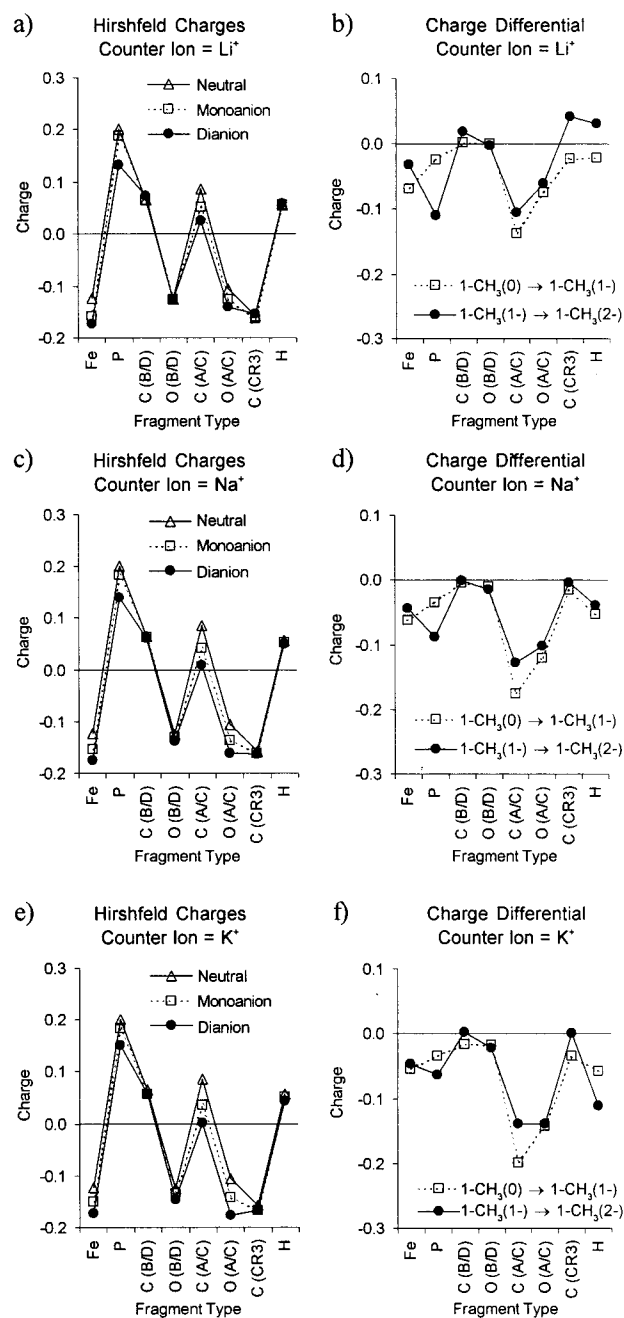 a)
Hirshfeld Charges
Counter Ion = Li⁺
0.3
0.2
0.1
0.0
-0.1
-0.2
Charge
Neutral
Monoanion
Dianion
Fe
P
C (B/D)
O (B/D)
C (A/C)
O (A/C)
C (CR3)
H
Fragment Type
b)
Charge Differential
Counter Ion = Li⁺
0.1
0.0
-0.1
-0.2
-0.3
Charge
1-CH₃(0) → 1-CH₃(1-)
1-CH₃(1-) → 1-CH₃(2-)
Fe
P
C (B/D)
O (B/D)
C (A/C)
O (A/C)
C (CR3)
H
Fragment Type
c)
Hirshfeld Charges
Counter Ion = Na⁺
0.3
0.2
0.1
0.0
-0.1
-0.2
Charge
Neutral
Monoanion
Dianion
Fe
P
C (B/D)
O (B/D)
C (A/C)
O (A/C)
C (CR3)
H
Fragment Type
d)
Charge Differential
Counter Ion = Na⁺
0.1
0.0
-0.1
-0.2
-0.3
Charge
1-CH₃(0) → 1-CH₃(1-)
1-CH₃(1-) → 1-CH₃(2-)
Fe
P
C (B/D)
O (B/D)
C (A/C)
O (A/C)
C (CR3)
H
Fragment Type
e)
Hirshfeld Charges
Counter Ion = K⁺
0.3
0.2
0.1
0.0
-0.1
-0.2
Charge
Neutral
Monoanion
Dianion
Fe
P
C (B/D)
O (B/D)
C (A/C)
O (A/C)
C (CR3)
H
Fragment Type
f)
Charge Differential
Counter Ion = K⁺
0.1
0.0
-0.1
-0.2
-0.3
Charge
1-CH₃(0) → 1-CH₃(1-)
1-CH₃(1-) → 1-CH₃(2-)
Fe
P
C (B/D)
O (B/D)
C (A/C)
O (A/C)
C (CR3)
H
Fragment Type